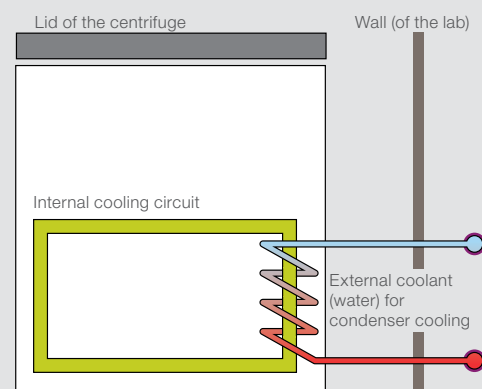 Lid of the centrifuge
Wall (of the lab)
Internal cooling circuit
External coolant
(water) for
condenser cooling